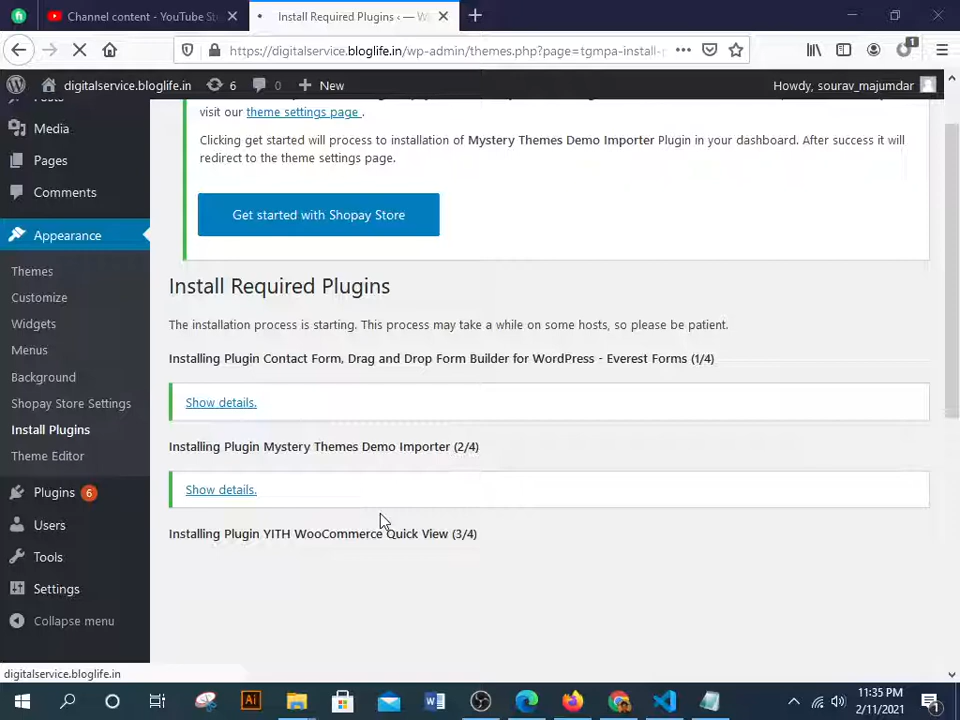 Channel content - YouTube St
Install Required Plugins ‹ — W
https://digitalservice.bloglife.in/wp-admin/themes.php?page=tgmpa-install-r
1
digitalservice.bloglife.in
6
0
New
Howdy, sourav_majumdar
Posts
Media
Pages
Comments
Appearance
Themes
Customize
Widgets
Menus
Background
Shopay Store Settings
Install Plugins
Theme Editor
Plugins 6
Users
Tools
Settings
Collapse menu
visit our theme settings page .
Clicking get started will process to installation of Mystery Themes Demo Importer Plugin in your dashboard. After success it will
redirect to the theme settings page.
Get started with Shopay Store
Install Required Plugins
The installation process is starting. This process may take a while on some hosts, so please be patient.
Installing Plugin Contact Form, Drag and Drop Form Builder for WordPress - Everest Forms (1/4)
Show details.
Installing Plugin Mystery Themes Demo Importer (2/4)
Show details.
Installing Plugin YITH WooCommerce Quick View (3/4)
digitalservice.bloglife.in
Ai
11:35 PM
2/11/2021
1